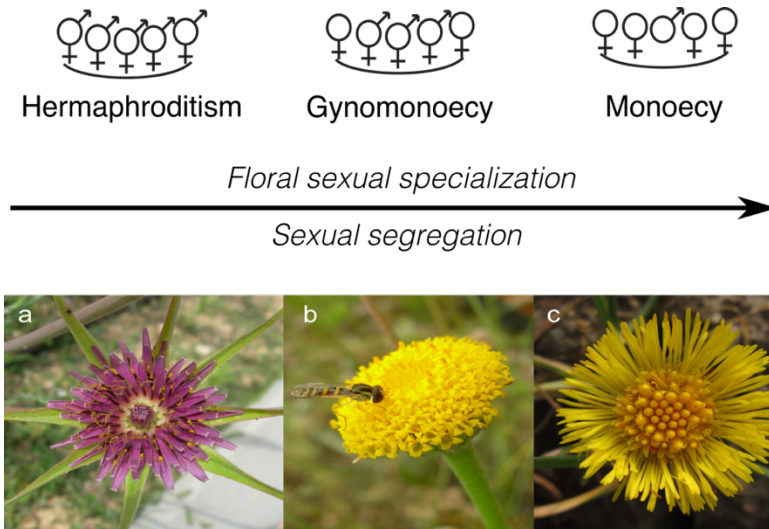 Hermaphroditism Gynomonoecy Monoecy
Floral sexual specialization
Sexual segregation
a b c